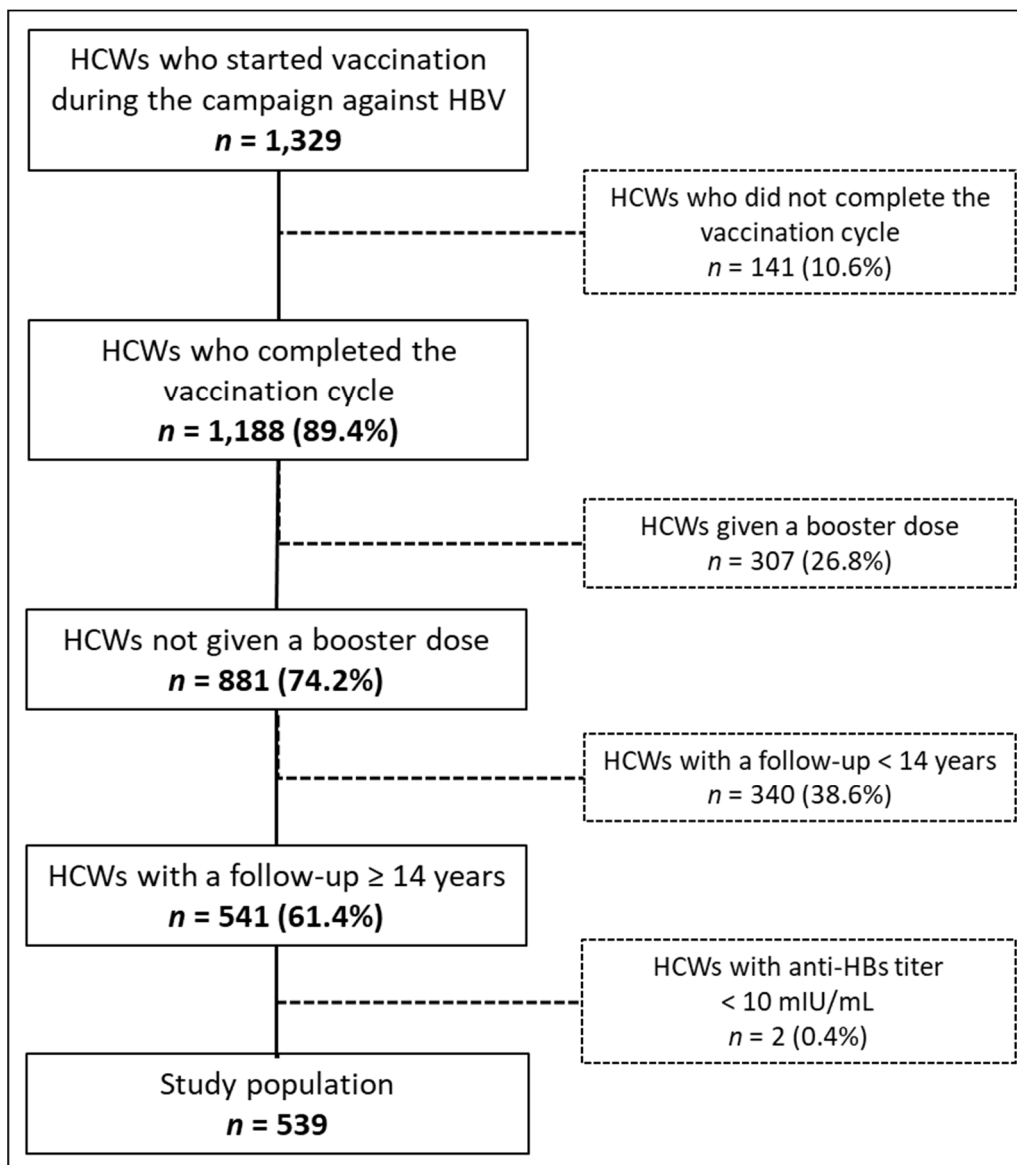 HCWs who started vaccination
during the campaign against HBV
n = 1,329
HCWs who did not complete the
vaccination cycle
n = 141 (10.6%)
HCWs who completed the
vaccination cycle
n = 1,188 (89.4%)
HCWs given a booster dose
n = 307 (26.8%)
HCWs not given a booster dose
n = 881 (74.2%)
HCWs with a follow-up < 14 years
n = 340 (38.6%)
HCWs with a follow-up ≥ 14 years
n = 541 (61.4%)
HCWs with anti-HBs titer
< 10 mIU/mL
n = 2 (0.4%)
Study population
n = 539